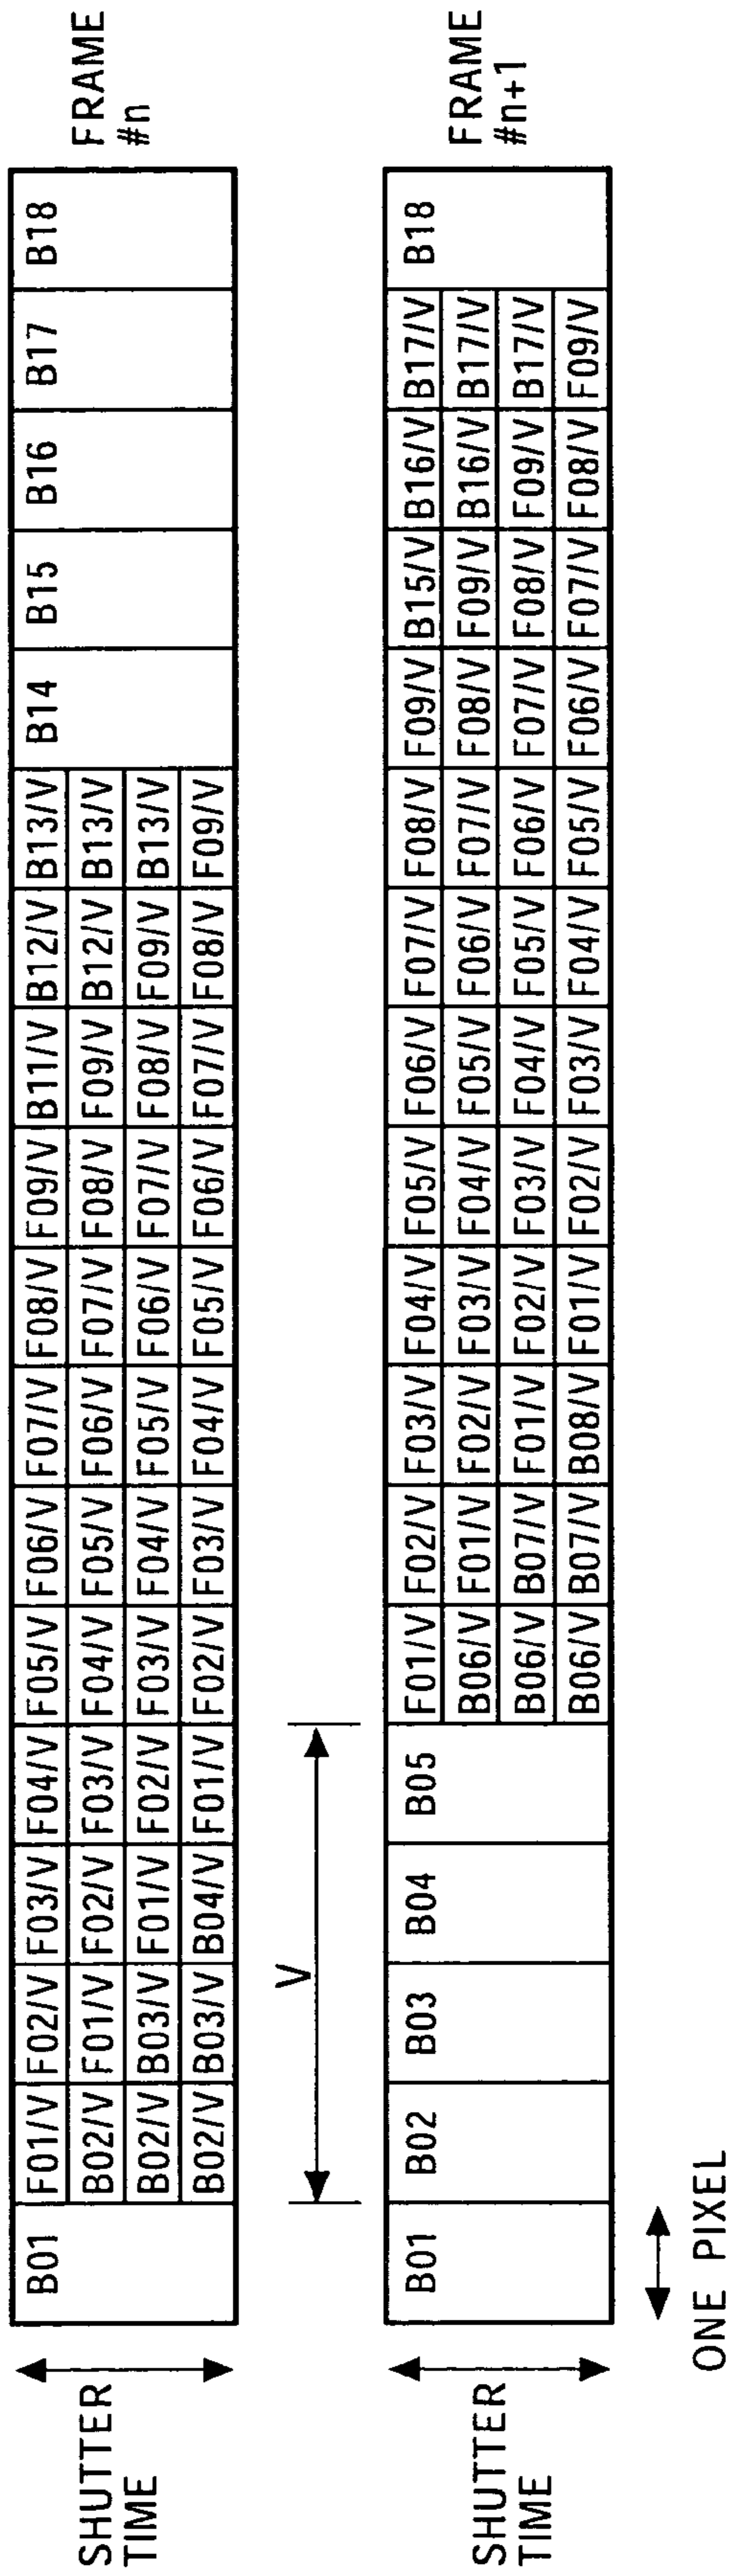 SHUTTER
TIME
B01 F01/V F02/V F03/V F04/V F05/V F06/V F07/V F08/V F09/V B11/V B12/V B13/V B14 B15 B16 B17 B18
B02/V F01/V F02/V F03/V F04/V F05/V F06/V F07/V F08/V F09/V B12/V B13/V
B02/V B03/V F01/V F02/V F03/V F04/V F05/V F06/V F07/V F08/V F09/V B13/V
B02/V B03/V B04/V F01/V F02/V F03/V F04/V F05/V F06/V F07/V F08/V F09/V
FRAME
#n
V
SHUTTER
TIME
B01 B02 B03 B04 B05 F01/V F02/V F03/V F04/V F05/V F06/V F07/V F08/V F09/V B15/V B16/V B17/V B18
B06/V F01/V F02/V F03/V F04/V F05/V F06/V F07/V F08/V F09/V B16/V B17/V
B06/V B07/V F01/V F02/V F03/V F04/V F05/V F06/V F07/V F08/V F09/V B17/V
B06/V B07/V B08/V F01/V F02/V F03/V F04/V F05/V F06/V F07/V F08/V F09/V
FRAME
#n+1
ONE PIXEL